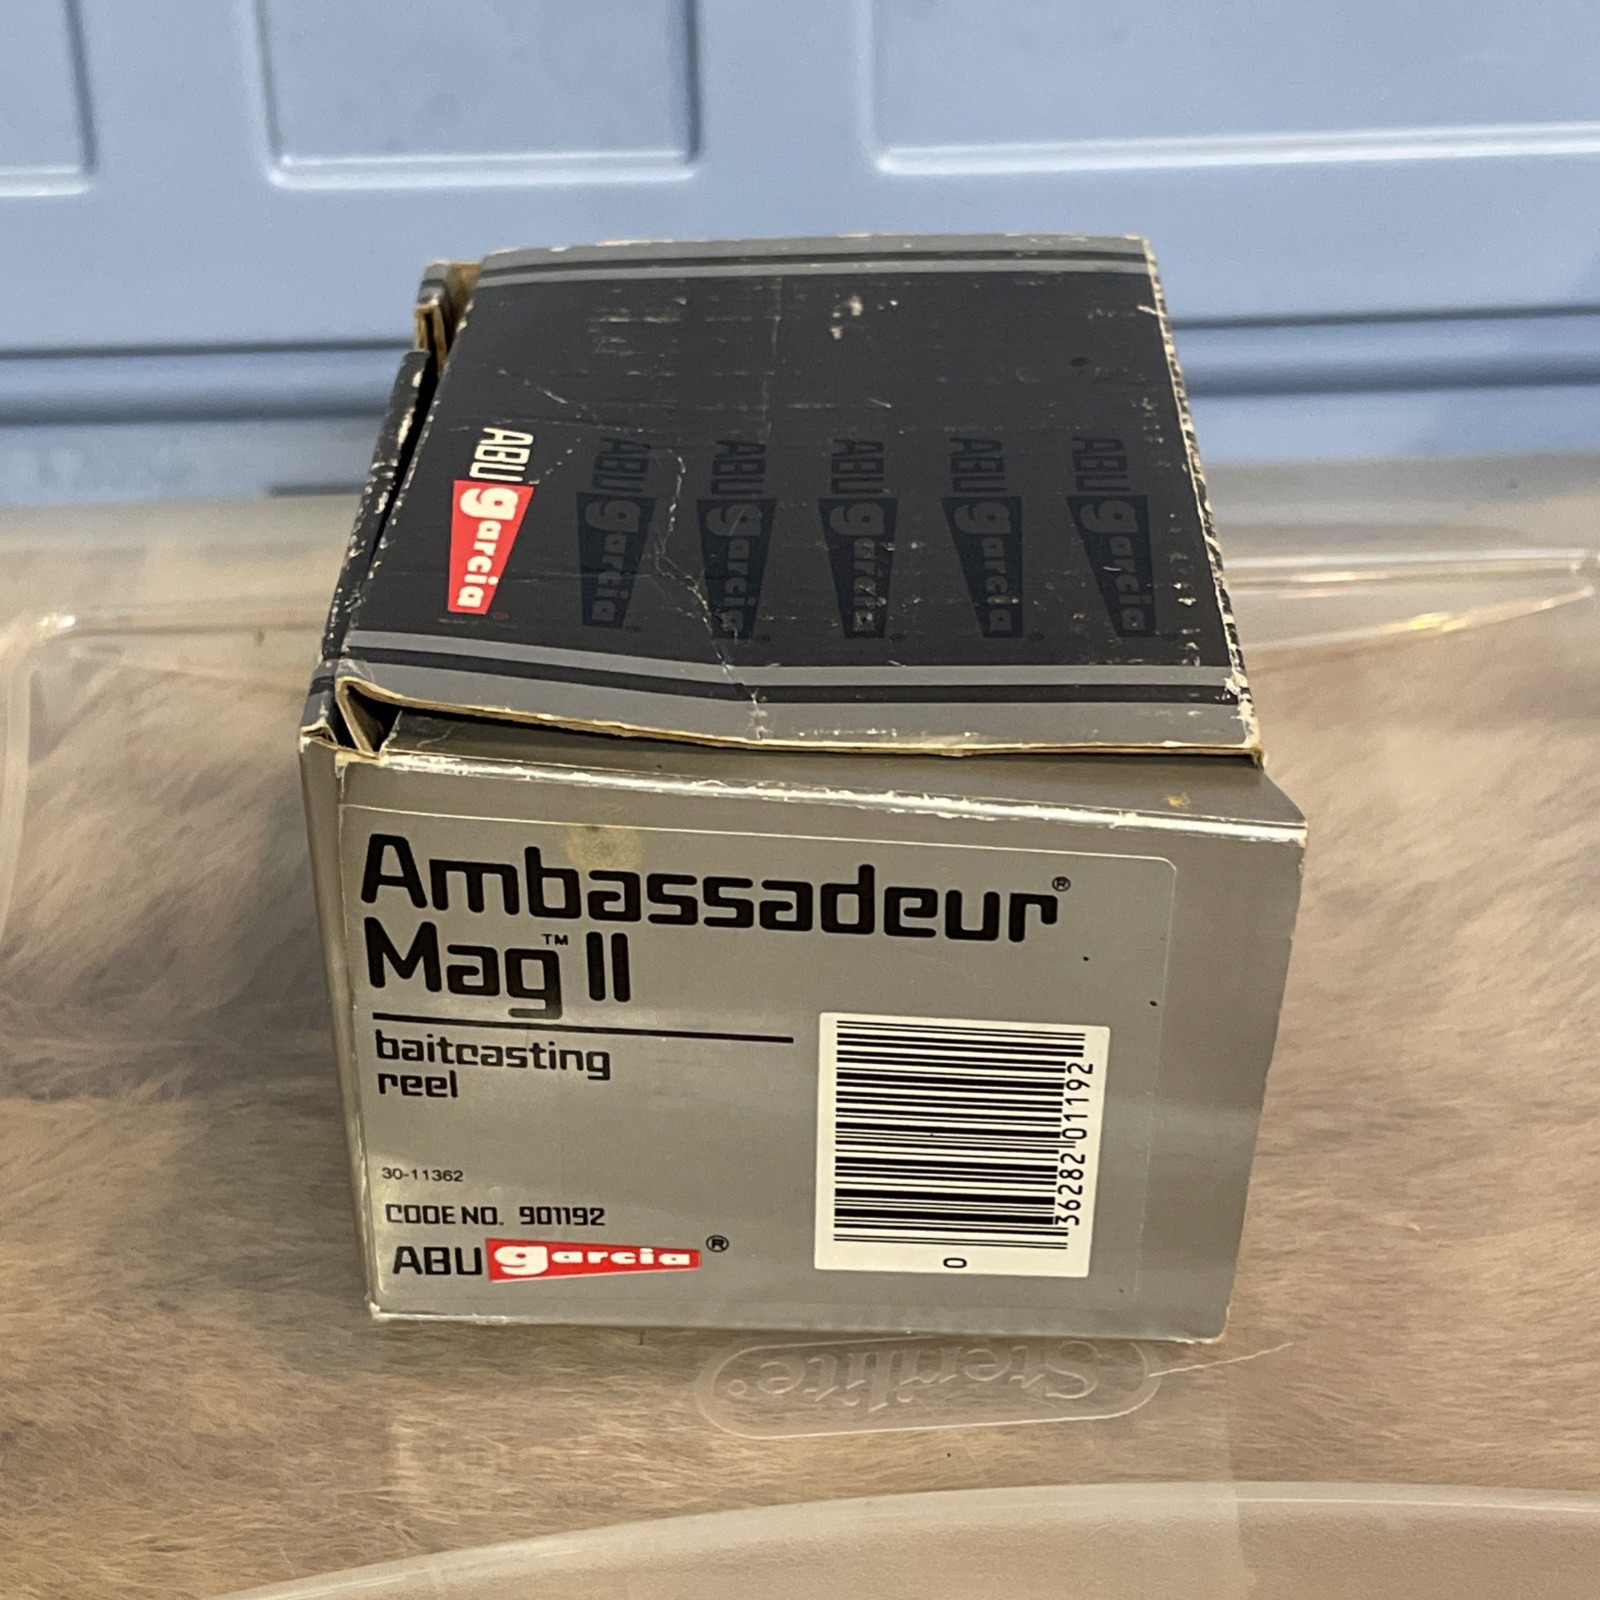 ABU garcia®
ABU garcia®
ABU garcia®
ABU garcia®
ABU garcia®
ABU garcia®
Ambassadeur®
Mag™ II
baitcasting
reel
30-11362
CODE NO. 901192
ABU garcia®
36282 01192
0
Sterilite®